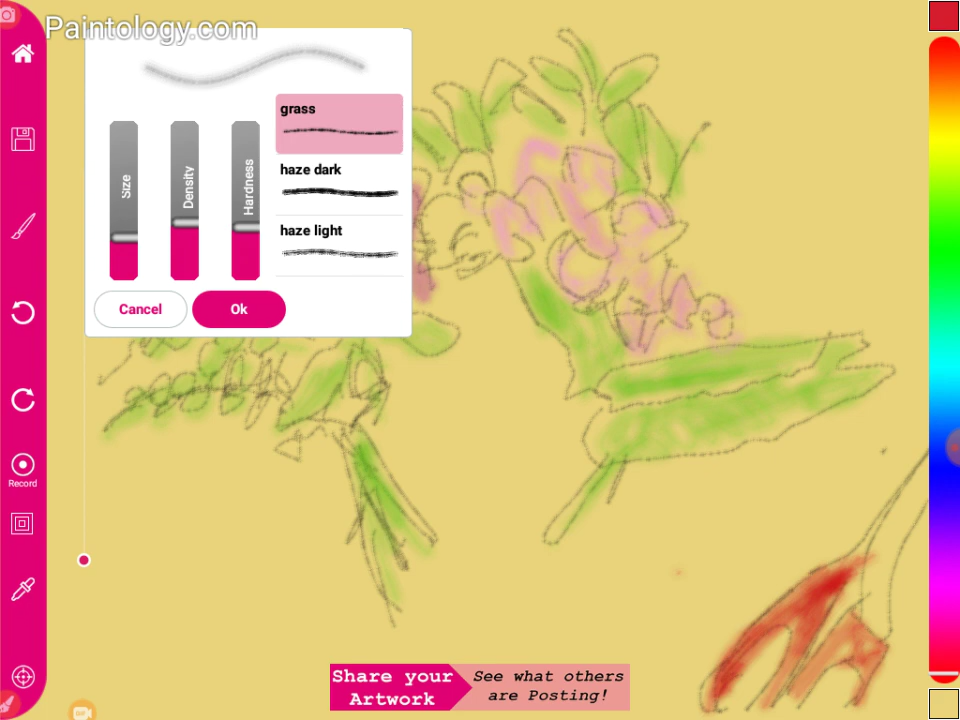 Paintology.com
grass
haze dark
haze light
Size
Density
Hardness
Cancel
Ok
Record
Share your
Artwork
See what others
are Posting!